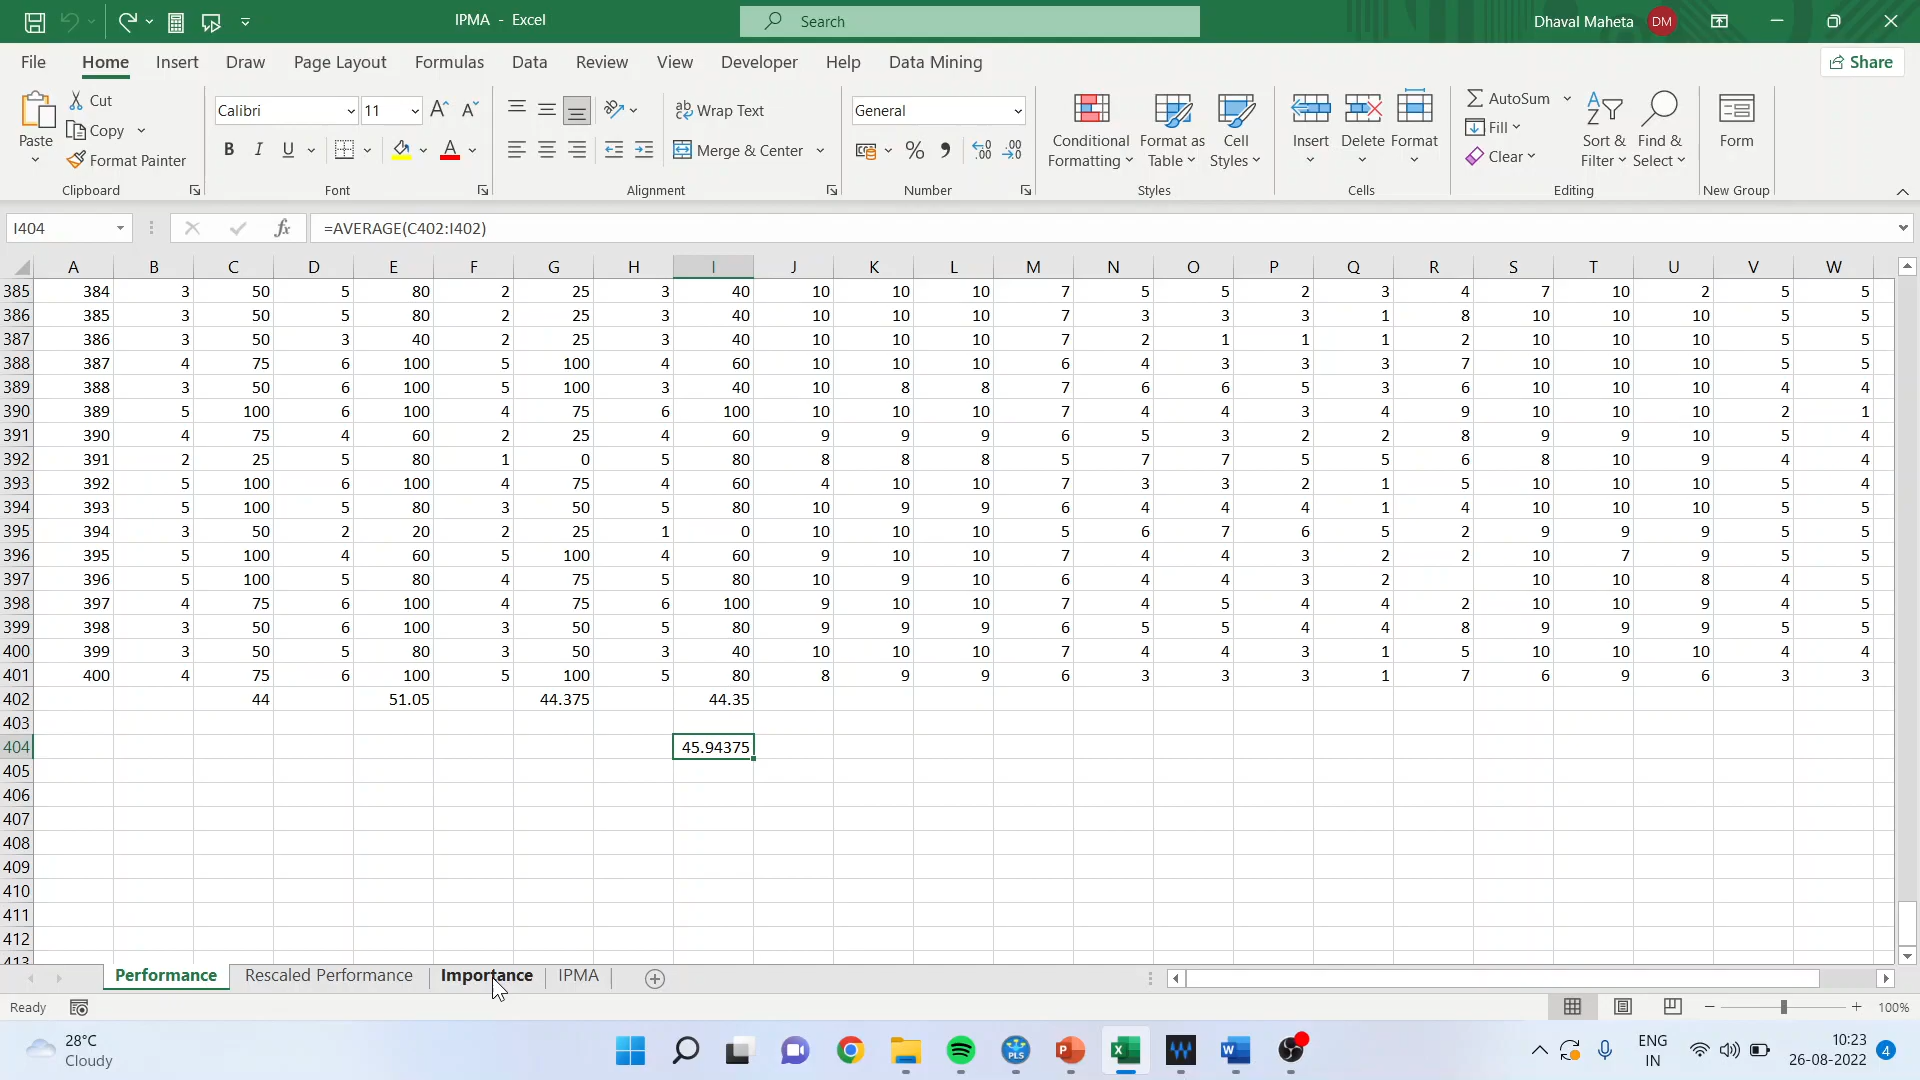 IPMA - Excel
Search
Dhaval Maheta DM
File Home Insert Draw Page Layout Formulas Data Review View Developer Help Data Mining Share
Paste Cut Copy Format Painter Clipboard
Calibri 11 B I U A Font
Wrap Text Merge & Center Alignment
General % Number
Conditional Formatting Format as Table Cell Styles Styles
Insert Delete Format Cells
AutoSum Fill Clear Sort & Filter Find & Select Editing
Form New Group
I404 fx =AVERAGE(C402:I402)
A B C D E F G H I J K L M N O P Q R S T U V W
385 384 3 50 5 80 2 25 3 40 10 10 10 7 5 5 2 3 4 7 10 2 5 5
386 385 3 50 5 80 2 25 3 40 10 10 10 7 3 3 3 1 8 10 10 10 5 5
387 386 3 50 3 40 2 25 3 40 10 10 10 7 2 1 1 1 2 10 10 10 5 5
388 387 4 75 6 100 5 100 4 60 10 10 10 6 4 3 3 3 7 10 10 10 5 5
389 388 3 50 6 100 5 100 3 40 10 8 8 7 6 6 5 3 6 10 10 10 4 4
390 389 5 100 6 100 4 75 6 100 10 10 10 7 4 4 3 4 9 10 10 10 2 1
391 390 4 75 4 60 2 25 4 60 9 9 9 6 5 3 2 2 8 9 9 10 5 4
392 391 2 25 5 80 1 0 5 80 8 8 8 5 7 7 5 5 6 8 10 9 4 4
393 392 5 100 6 100 4 75 4 60 4 10 10 7 3 3 2 1 5 10 10 10 5 4
394 393 5 100 5 80 3 50 5 80 10 9 9 6 4 4 4 1 4 10 10 10 5 5
395 394 3 50 2 20 2 25 1 0 10 10 10 5 6 7 6 5 2 9 9 9 5 5
396 395 5 100 4 60 5 100 4 60 9 10 10 7 4 4 3 2 2 10 7 9 5 5
397 396 5 100 5 80 4 75 5 80 10 9 10 6 4 4 3 2 10 10 8 4 5
398 397 4 75 6 100 4 75 6 100 9 10 10 7 4 5 4 4 2 10 10 9 4 5
399 398 3 50 6 100 3 50 5 80 9 9 9 6 5 5 4 4 8 9 9 9 5 5
400 399 3 50 5 80 3 50 3 40 10 10 10 7 4 4 3 1 5 10 10 10 4 4
401 400 4 75 6 100 5 100 5 80 8 9 9 6 3 3 3 1 7 6 9 6 3 3
402 44 51.05 44.375 44.35
403
404 45.94375
405
406
407
408
409
410
411
412
413
Performance Rescaled Performance Importance IPMA
Ready 100%
28°C
Cloudy
ENG
IN
10:23
26-08-2022 4